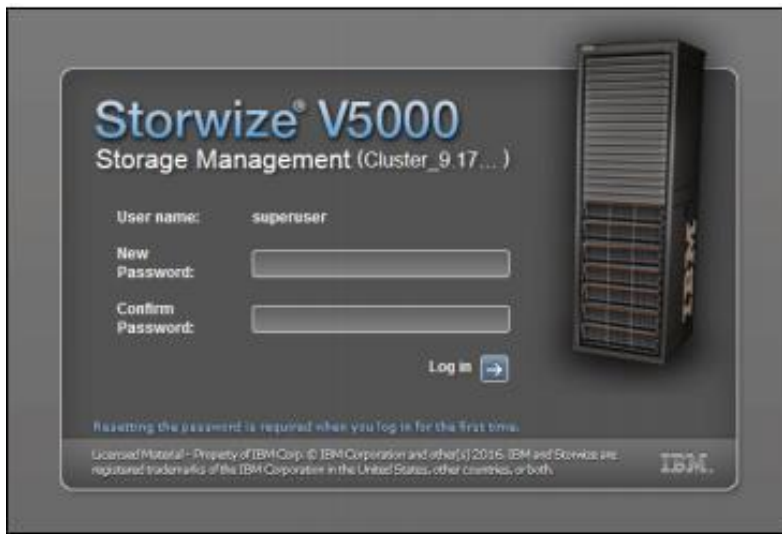 Storwize® V5000
Storage Management (Cluster_9.17... )
User name: superuser
New
Password:
Confirm
Password:
Log in
Resetting the password is required when you log in for the first time.
Licensed Material - Property of IBM Corp. © IBM Corporation and other(s) 2016. IBM and Storwize are
registered trademarks of the IBM Corporation in the United States, other countries, or both.
IBM.
IBM